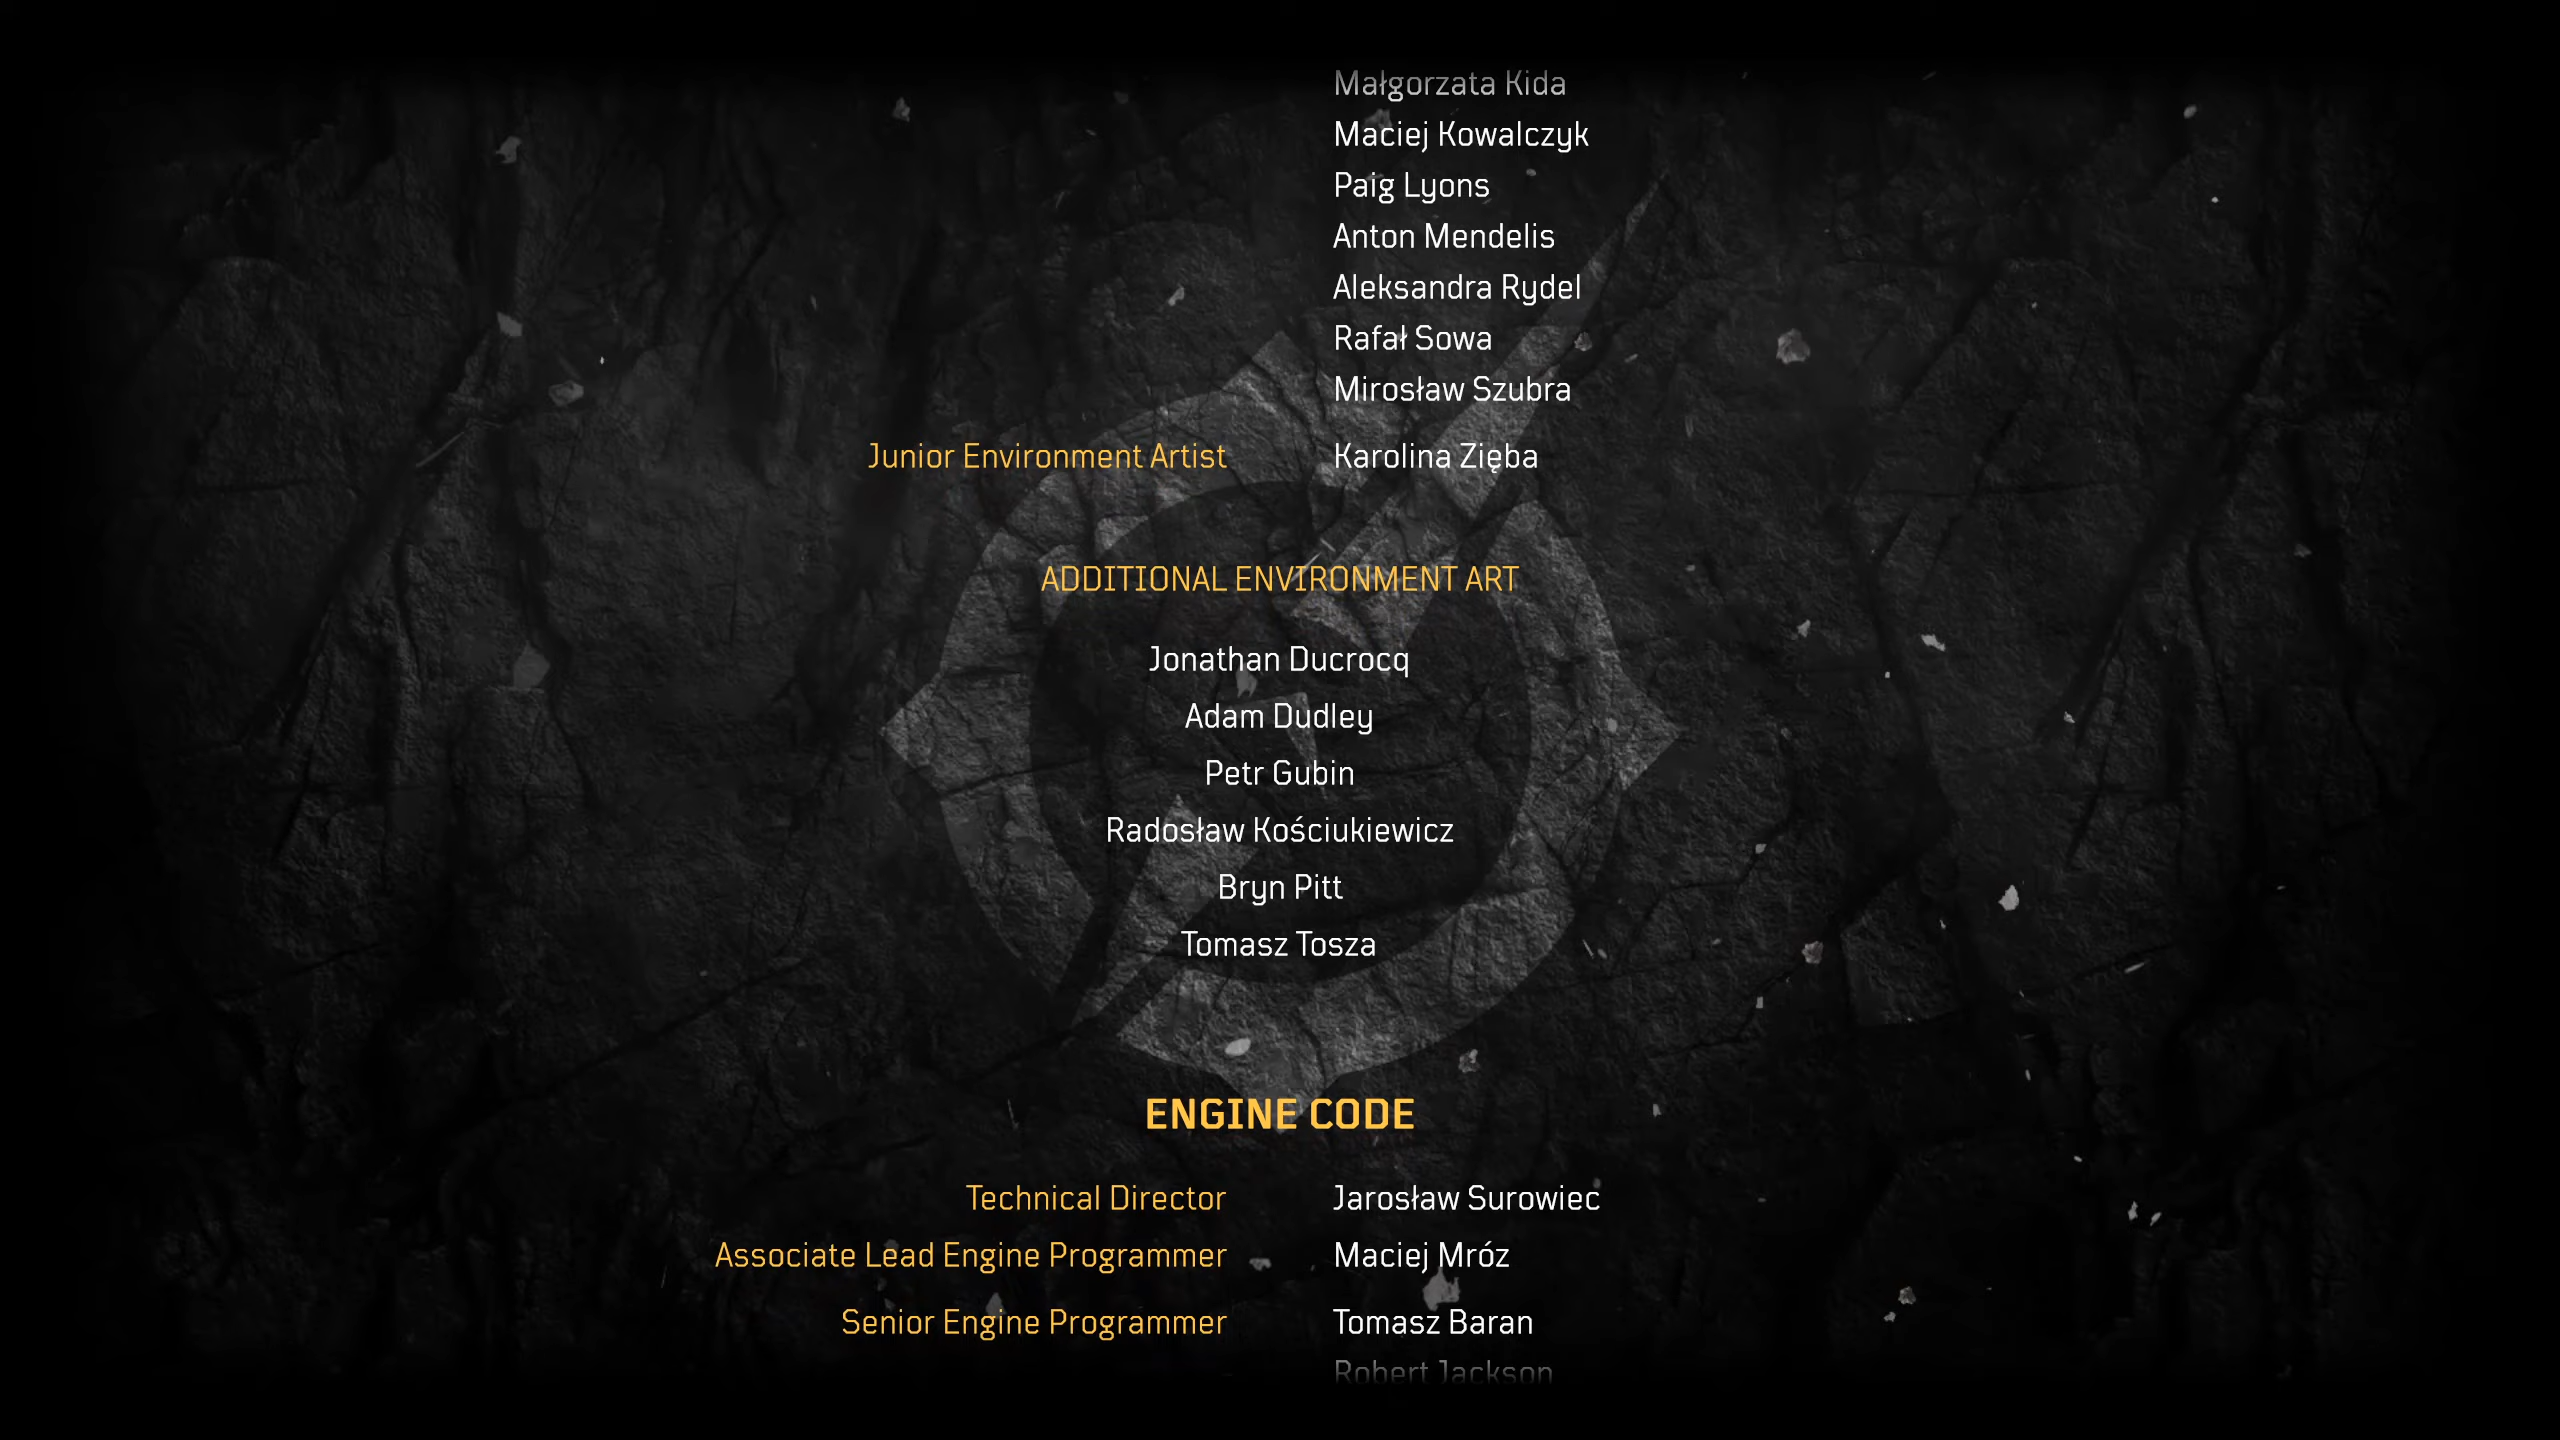 Małgorzata Kida
Maciej Kowalczyk
Paig Lyons
Anton Mendelis
Aleksandra Rydel
Rafał Sowa
Mirosław Szubra
Junior Environment Artist Karolina Zięba
ADDITIONAL ENVIRONMENT ART
Jonathan Ducrocq
Adam Dudley
Petr Gubin
Radosław Kościukiewicz
Bryn Pitt
Tomasz Tosza
ENGINE CODE
Technical Director Jarosław Surowiec
Associate Lead Engine Programmer Maciej Mróz
Senior Engine Programmer Tomasz Baran
Robert Jackson